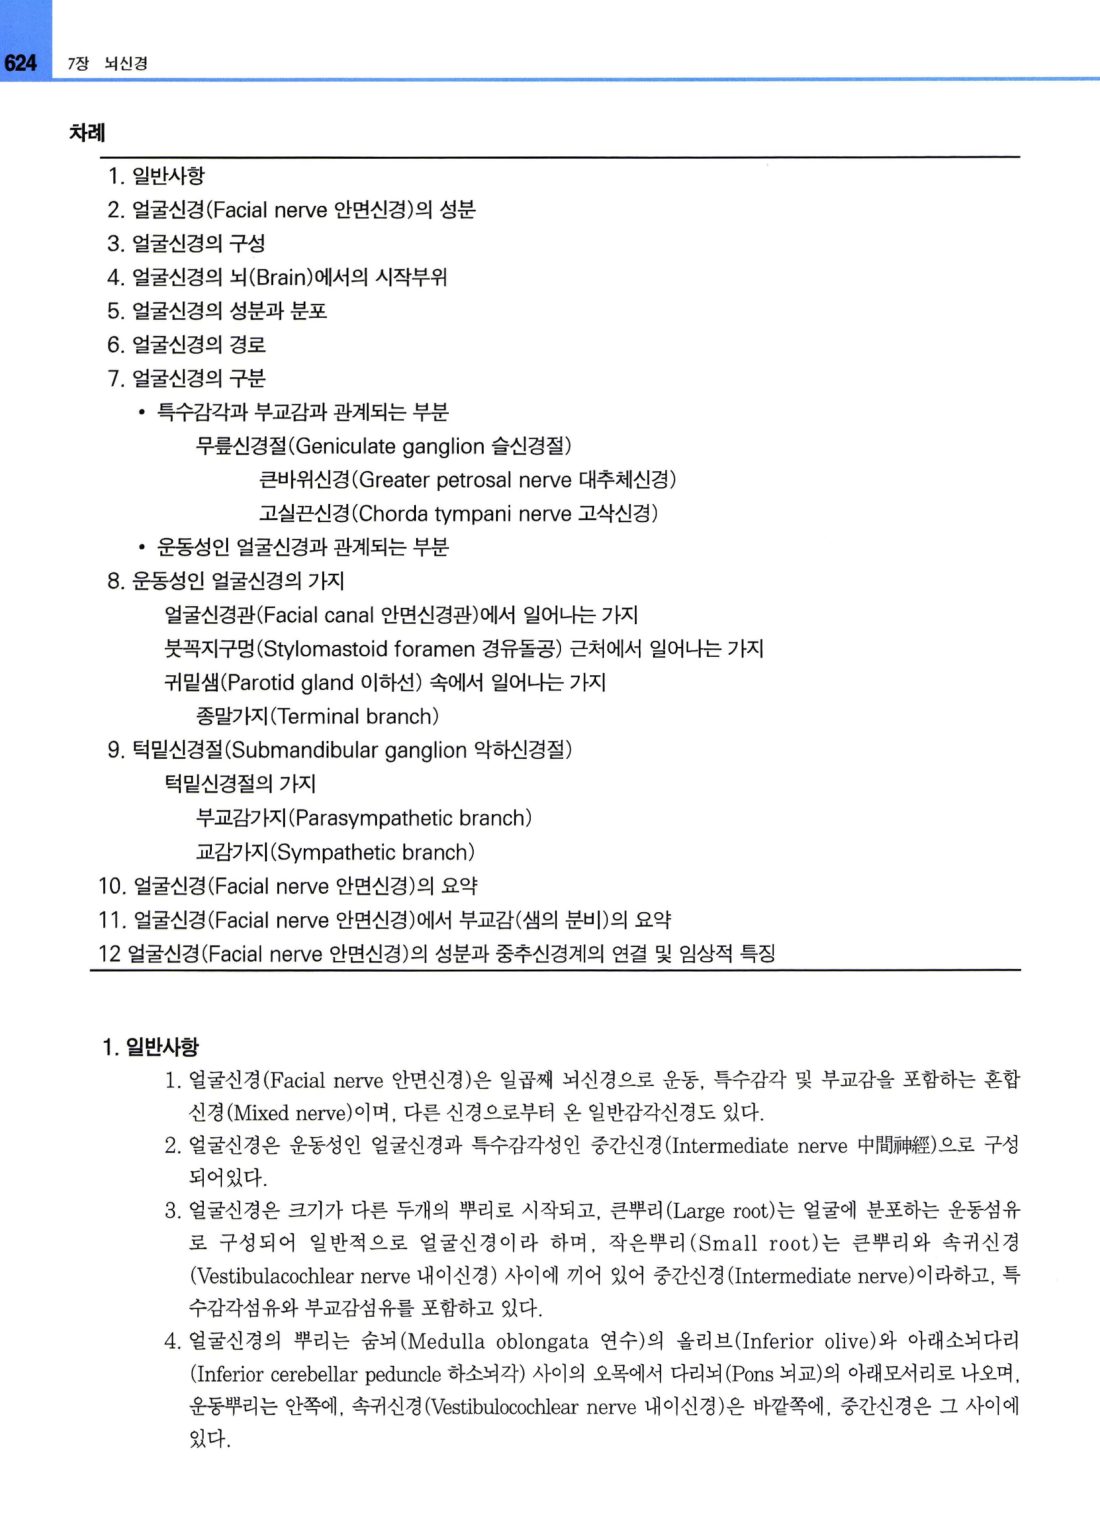 624 7장 뇌신경
차례
1. 일반사항
2. 얼굴신경(Facial nerve 안면신경)의 성분
3. 얼굴신경의 구성
4. 얼굴신경의 뇌(Brain)에서의 시작부위
5. 얼굴신경의 성분과 분포
6. 얼굴신경의 경로
7. 얼굴신경의 구분
• 특수감각과 부교감과 관계되는 부분
무릎신경절(Geniculate ganglion 슬신경절)
큰바위신경(Greater petrosal nerve 대추체신경)
고실끈신경(Chorda tympani nerve 고삭신경)
• 운동성인 얼굴신경과 관계되는 부분
8. 운동성인 얼굴신경의 가지
얼굴신경관(Facial canal 안면신경관)에서 일어나는 가지
붓꼭지구멍(Stylomastoid foramen 경유돌공) 근처에서 일어나는 가지
귀밑샘(Parotid gland 이하선) 속에서 일어나는 가지
종말가지(Terminal branch)
9. 턱밑신경절(Submandibular ganglion 악하신경절)
턱밑신경절의 가지
부교감가지(Parasympathetic branch)
교감가지(Sympathetic branch)
10. 얼굴신경(Facial nerve 안면신경)의 요약
11. 얼굴신경(Facial nerve 안면신경)에서 부교감(샘의 분비)의 요약
12 얼굴신경(Facial nerve 안면신경)의 성분과 중추신경계의 연결 및 임상적 특징
1. 일반사항
1. 얼굴신경(Facial nerve 안면신경)은 일곱째 뇌신경으로 운동, 특수감각 및 부교감을 포함하는 혼합
신경(Mixed nerve)이며, 다른 신경으로부터 온 일반감각신경도 있다.
2. 얼굴신경은 운동성인 얼굴신경과 특수감각성인 중간신경(Intermediate nerve 中間神經)으로 구성
되어있다.
3. 얼굴신경은 크기가 다른 두개의 뿌리로 시작되고, 큰뿌리(Large root)는 얼굴에 분포하는 운동섬유
로 구성되어 일반적으로 얼굴신경이라 하며, 작은뿌리(Small root)는 큰뿌리와 속귀신경
(Vestibulacochlear nerve 내이신경) 사이에 끼어 있어 중간신경(Intermediate nerve)이라하고, 특
수감각섬유와 부교감섬유를 포함하고 있다.
4. 얼굴신경의 뿌리는 숨뇌(Medulla oblongata 연수)의 올리브(Inferior olive)와 아래소뇌다리
(Inferior cerebellar peduncle 하소뇌각) 사이의 오목에서 다리뇌(Pons 뇌교)의 아래모서리로 나오며,
운동뿌리는 안쪽에, 속귀신경(Vestibulocochlear nerve 내이신경)은 바깥쪽에, 중간신경은 그 사이에
있다.